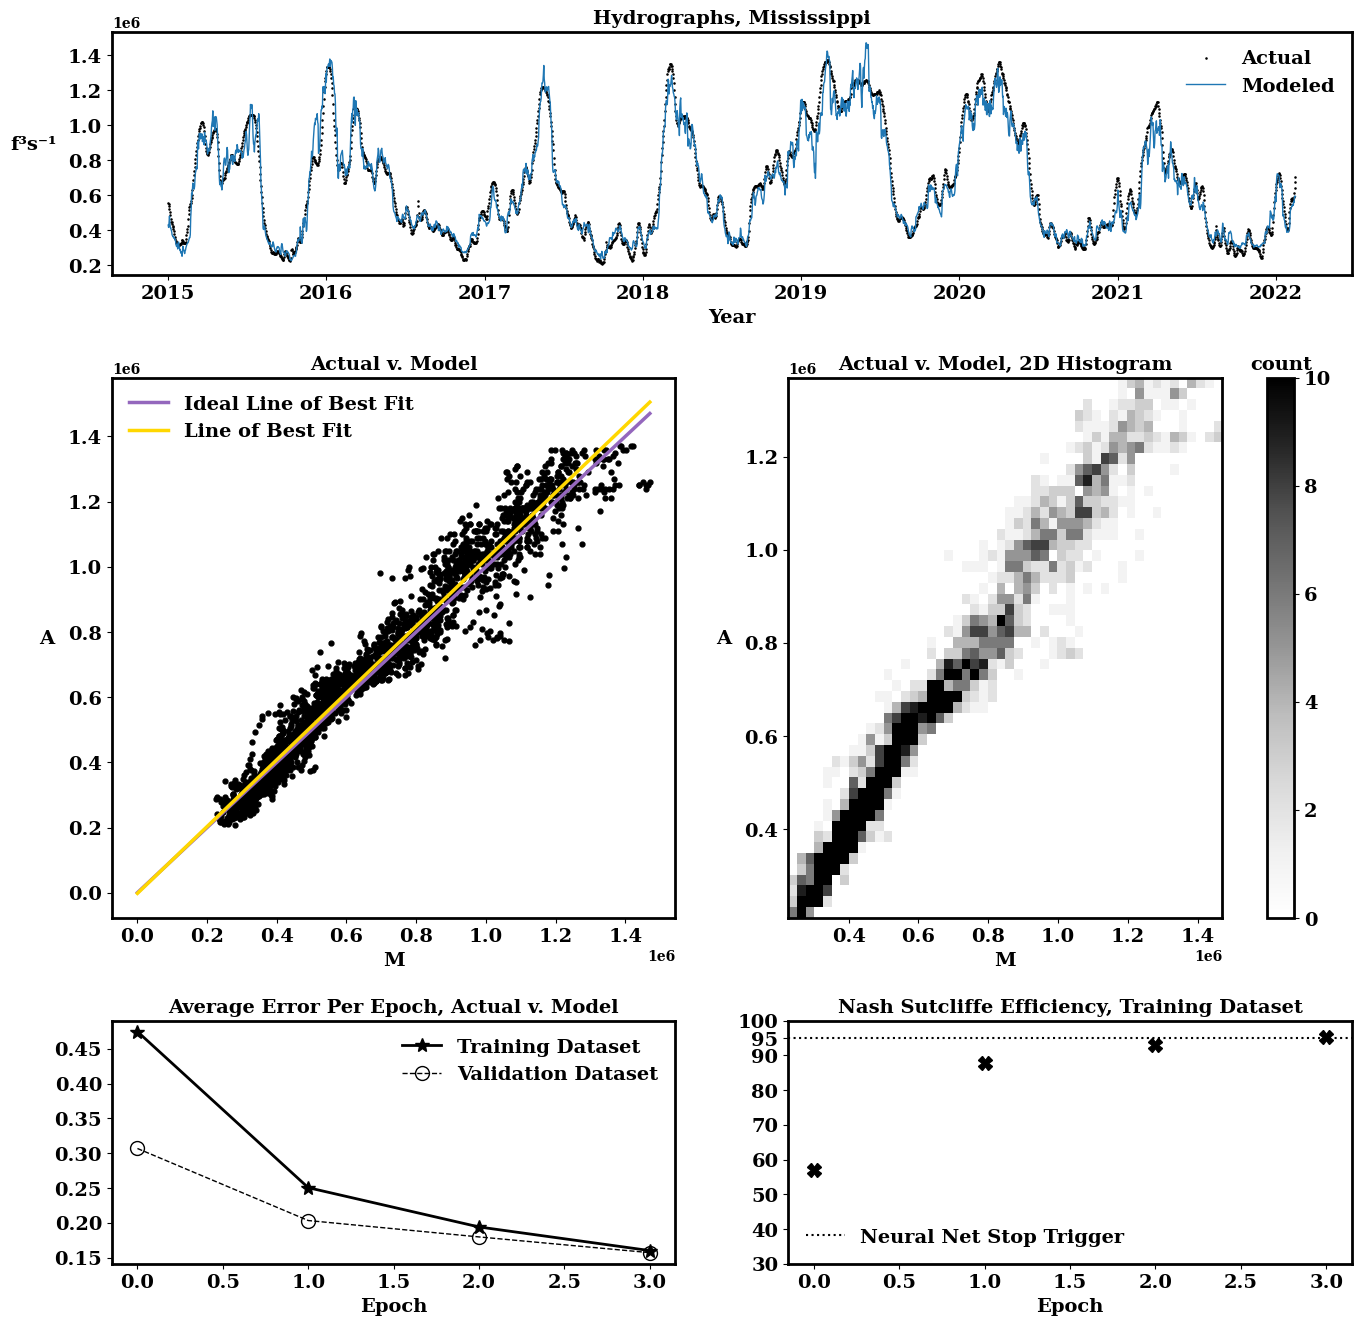 Hydrographs, Mississippi
1e6
1.4
1.2
1.0
0.8
0.6
0.4
0.2
f³s⁻¹
Actual
Modeled
2015 2016 2017 2018 2019 2020 2021 2022
Year
Actual v. Model
1e6
Ideal Line of Best Fit
Line of Best Fit
1.4
1.2
1.0
0.8
0.6
0.4
0.2
0.0
A
0.0 0.2 0.4 0.6 0.8 1.0 1.2 1.4
M
1e6
Actual v. Model, 2D Histogram
1e6
1.2
1.0
0.8
0.6
0.4
A
0.4 0.6 0.8 1.0 1.2 1.4
M
1e6
count
10
8
6
4
2
0
Average Error Per Epoch, Actual v. Model
Training Dataset
Validation Dataset
0.45
0.40
0.35
0.30
0.25
0.20
0.15
0.0 0.5 1.0 1.5 2.0 2.5 3.0
Epoch
Nash Sutcliffe Efficiency, Training Dataset
100
95
90
80
70
60
50
40
30
Neural Net Stop Trigger
0.0 0.5 1.0 1.5 2.0 2.5 3.0
Epoch